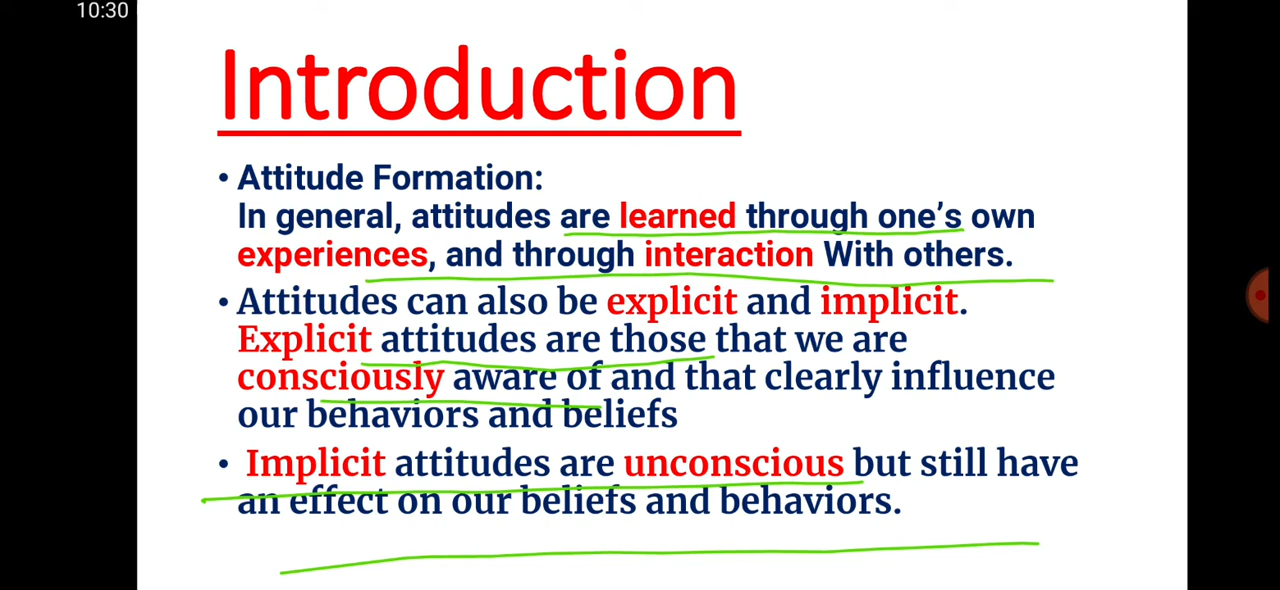 10:30
Introduction
• Attitude Formation:
In general, attitudes are learned through one’s own
experiences, and through interaction With others.
• Attitudes can also be explicit and implicit.
Explicit attitudes are those that we are
consciously aware of and that clearly influence
our behaviors and beliefs
• Implicit attitudes are unconscious but still have
an effect on our beliefs and behaviors.